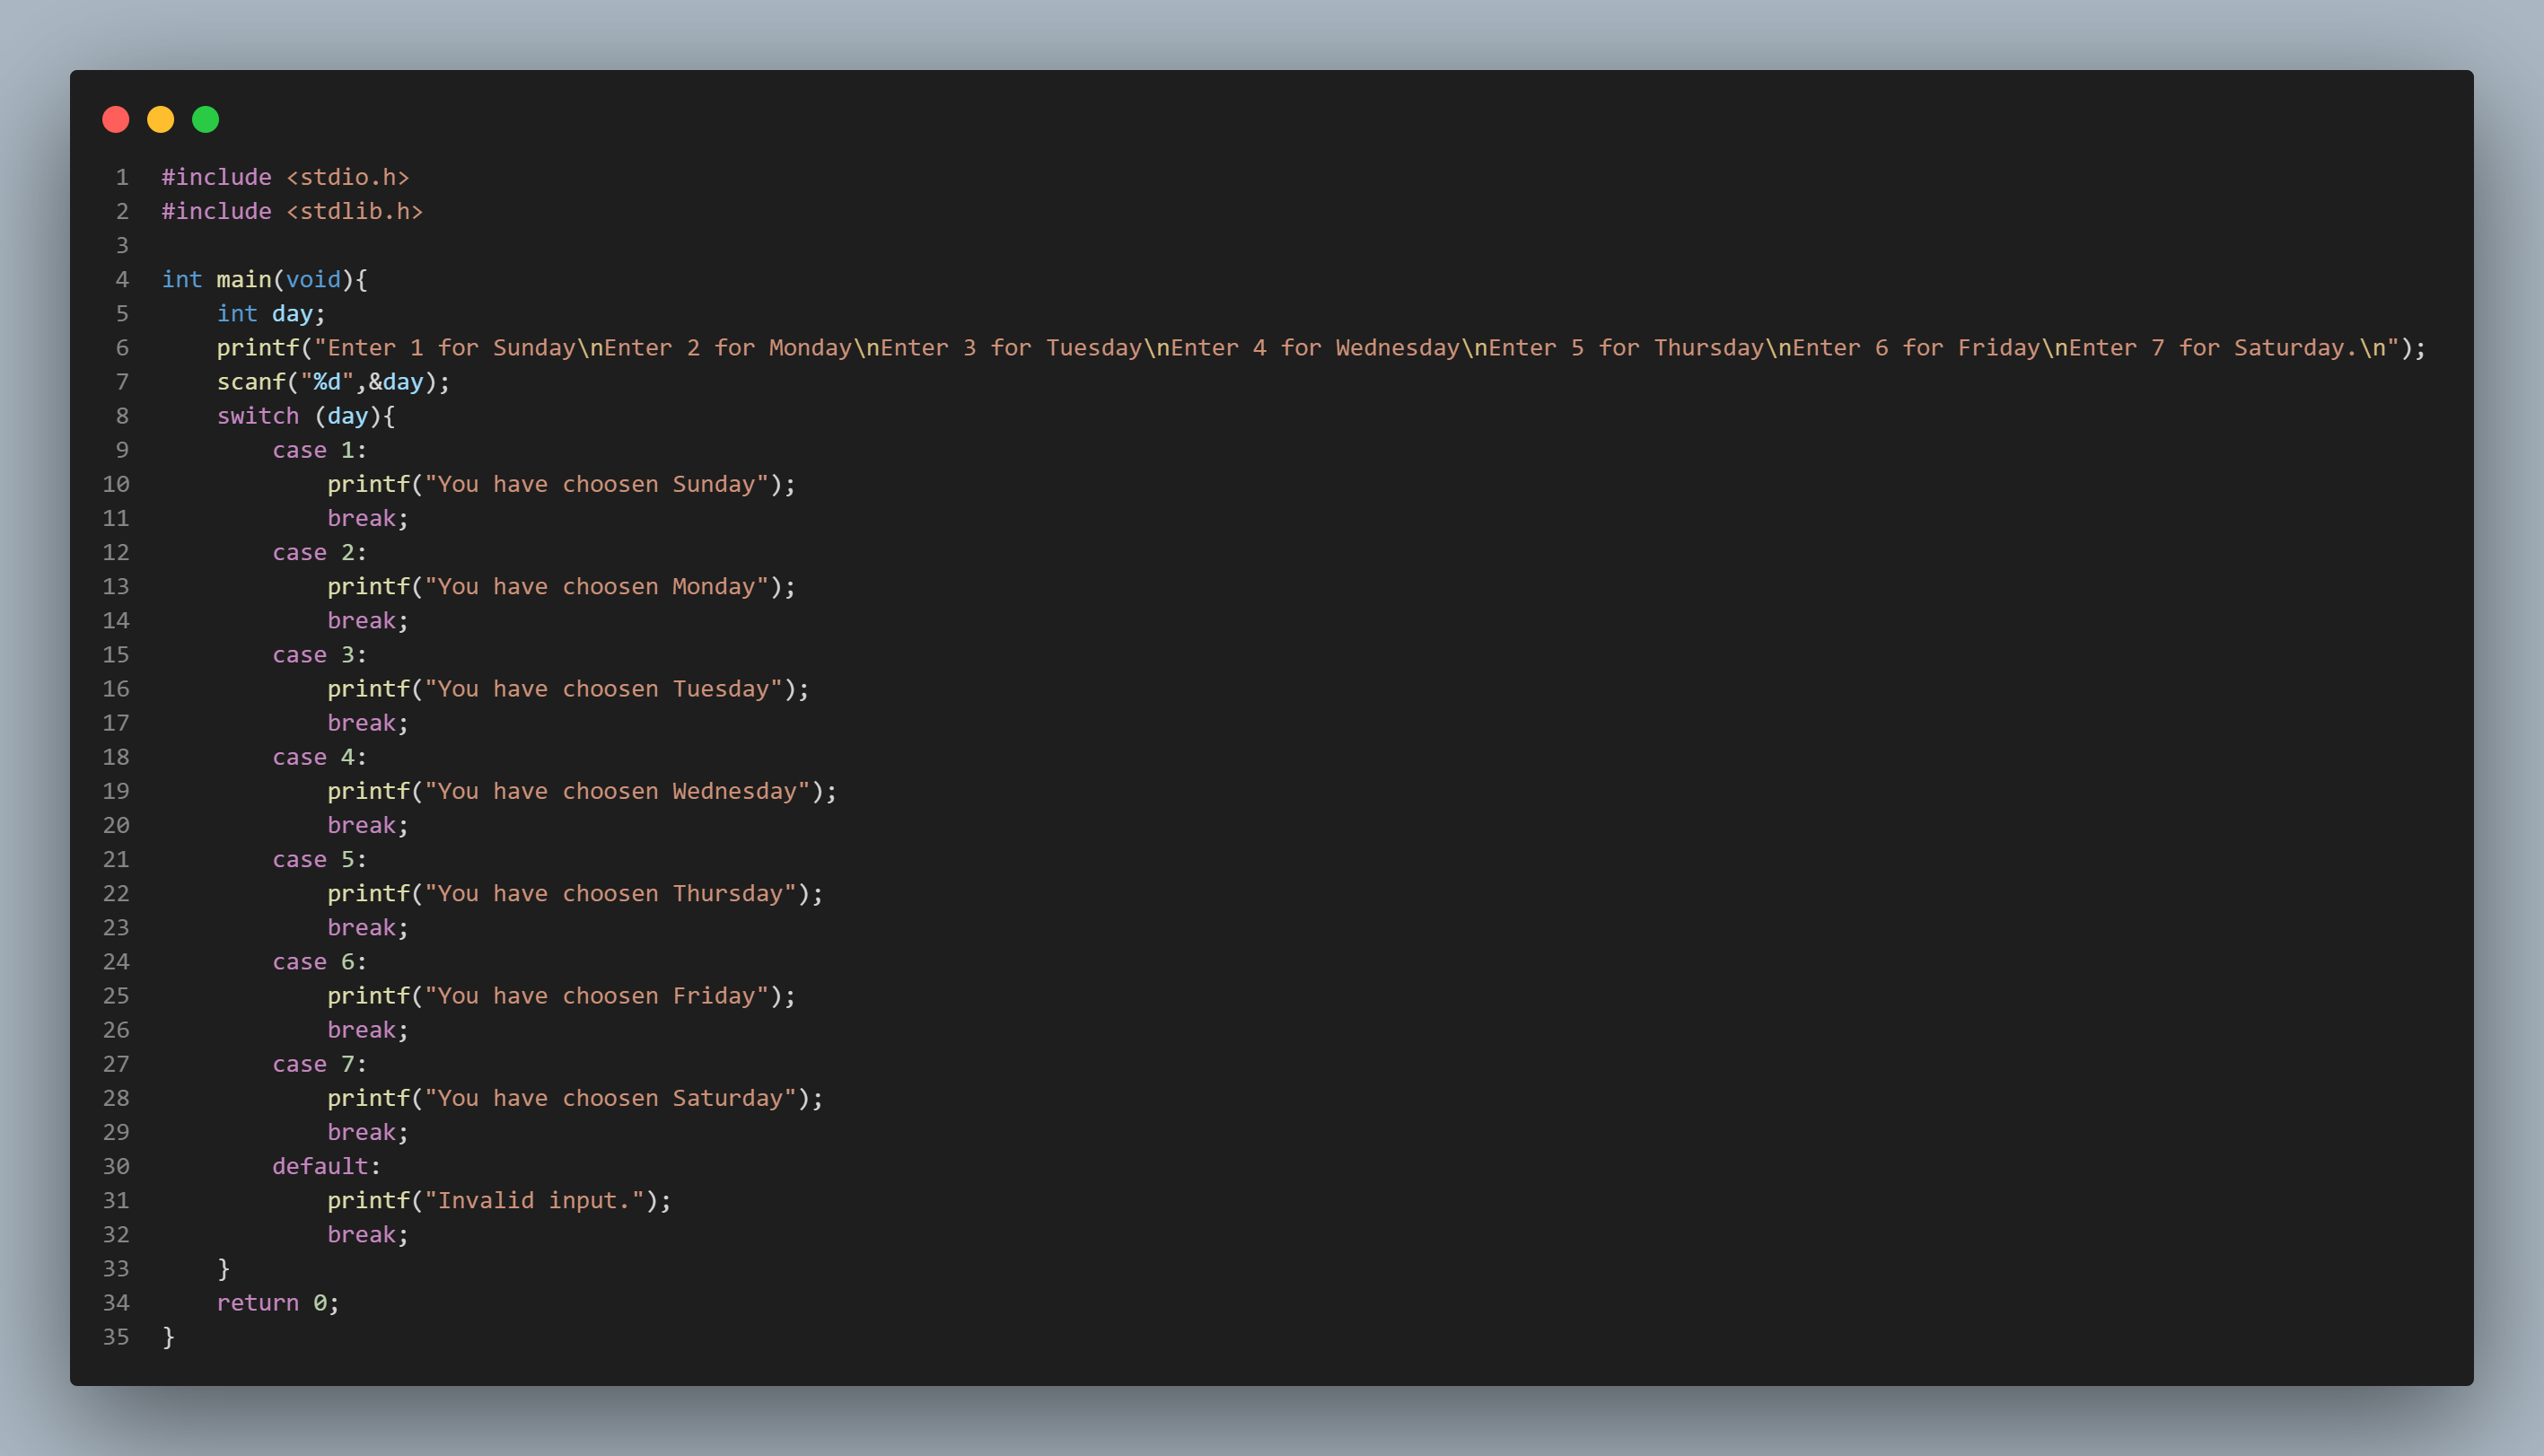 1 #include <stdio.h>
2 #include <stdlib.h>
3
4 int main(void){
5     int day;
6     printf("Enter 1 for Sunday\nEnter 2 for Monday\nEnter 3 for Tuesday\nEnter 4 for Wednesday\nEnter 5 for Thursday\nEnter 6 for Friday\nEnter 7 for Saturday.\n");
7     scanf("%d",&day);
8     switch (day){
9         case 1:
10             printf("You have choosen Sunday");
11             break;
12         case 2:
13             printf("You have choosen Monday");
14             break;
15         case 3:
16             printf("You have choosen Tuesday");
17             break;
18         case 4:
19             printf("You have choosen Wednesday");
20             break;
21         case 5:
22             printf("You have choosen Thursday");
23             break;
24         case 6:
25             printf("You have choosen Friday");
26             break;
27         case 7:
28             printf("You have choosen Saturday");
29             break;
30         default:
31             printf("Invalid input.");
32             break;
33     }
34     return 0;
35 }